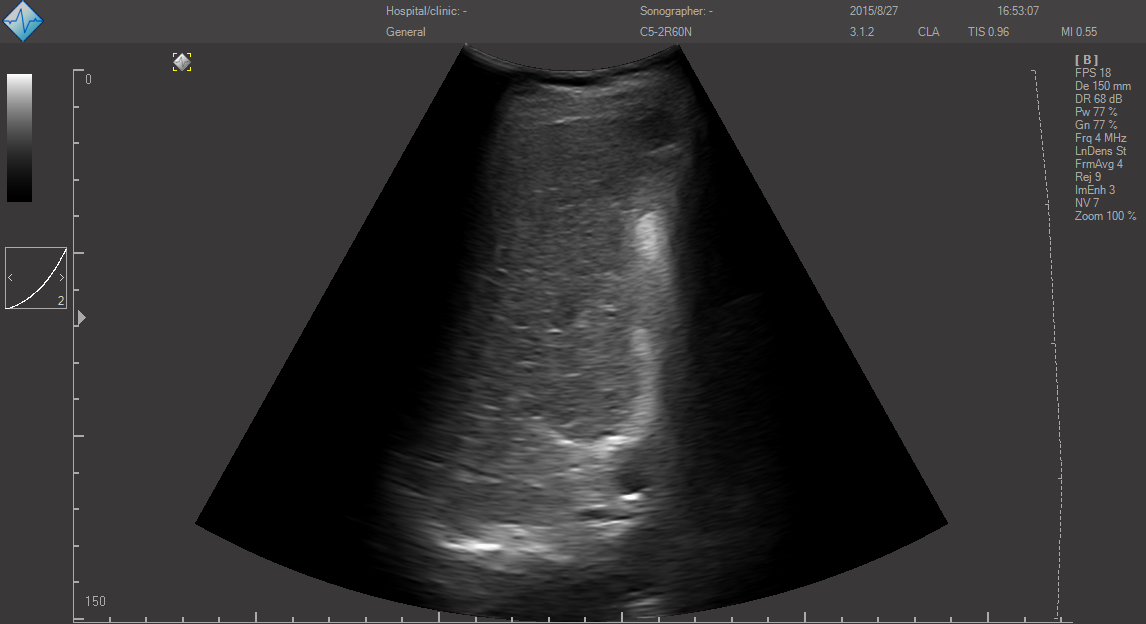 Hospital/clinic: - Sonographer: - 2015/8/27 16:53:07
General C5-2R60N 3.1.2 CLA TIS 0.96 MI 0.55
[ B ]
FPS 18
De 150 mm
DR 68 dB
Pw 77 %
Gn 77 %
Frq 4 MHz
LnDens St
FrmAvg 4
Rej 9
ImEnh 3
NV 7
Zoom 100 %
0
2
150